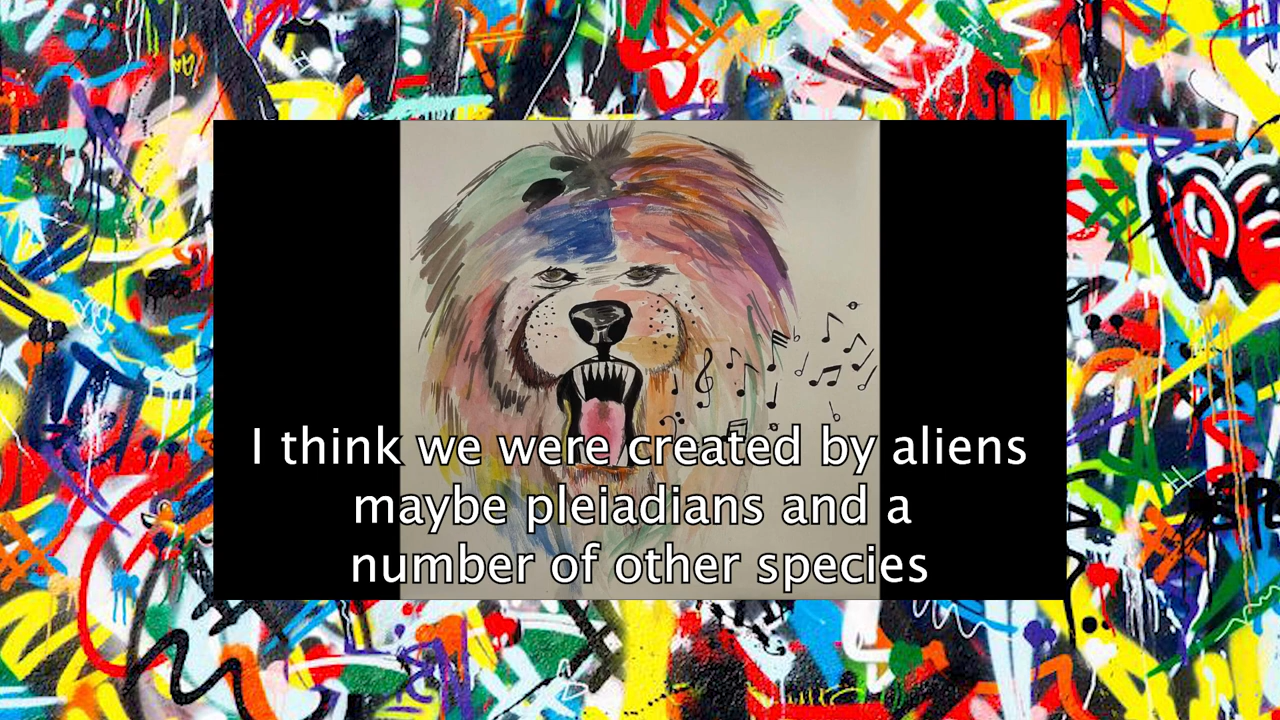 I think we were created by aliens
maybe pleiadians and a
number of other species